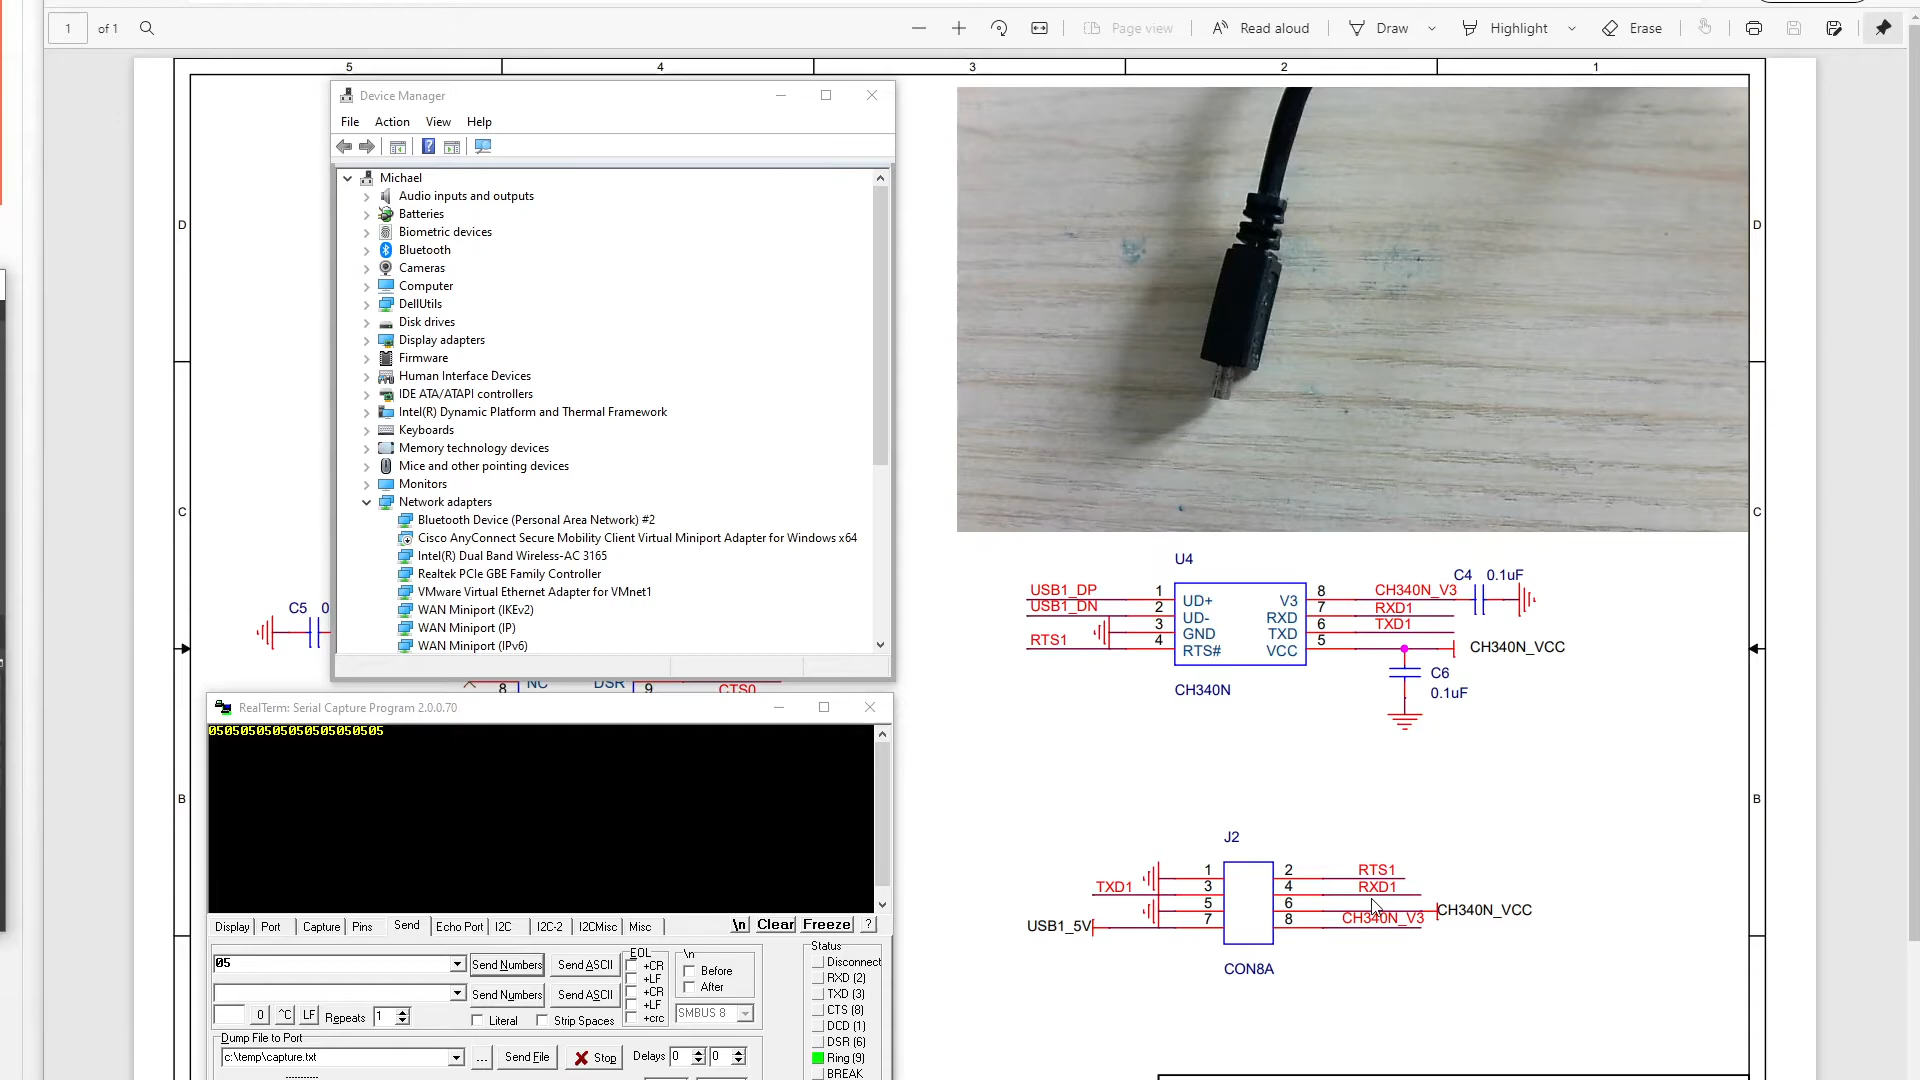 1 of 1
Page view
Read aloud
Draw
Highlight
Erase
5 4 3 2 1
Device Manager
File Action View Help
Michael
Audio inputs and outputs
Batteries
Biometric devices
Bluetooth
Cameras
Computer
DellUtils
Disk drives
Display adapters
Firmware
Human Interface Devices
IDE ATA/ATAPI controllers
Intel(R) Dynamic Platform and Thermal Framework
Keyboards
Memory technology devices
Mice and other pointing devices
Monitors
Network adapters
Bluetooth Device (Personal Area Network) #2
Cisco AnyConnect Secure Mobility Client Virtual Miniport Adapter for Windows x64
Intel(R) Dual Band Wireless-AC 3165
Realtek PCIe GBE Family Controller
VMware Virtual Ethernet Adapter for VMnet1
WAN Miniport (IKEv2)
WAN Miniport (IP)
WAN Miniport (IPv6)
D
C
B
D
C
B
C5 0
8 NC DSR 9 CTS0
RealTerm: Serial Capture Program 2.0.0.70
0505050505050505050505
Display Port Capture Pins Send Echo Port I2C I2C-2 I2CMisc Misc
\n Clear Freeze ?
05 Send Numbers Send ASCII
Send Numbers Send ASCII
0 ^C LF Repeats 1
Literal Strip Spaces
EOL
+CR
+LF
+CR
+LF
+crc
\n
Before
After
SMBUS 8
Dump File to Port
c:\temp\capture.txt ... Send File Stop Delays 0 0
Status
Disconnect
RXD (2)
TXD (3)
CTS (8)
DCD (1)
DSR (6)
Ring (9)
BREAK
U4
USB1_DP 1 UD+ V3 8 CH340N_V3
USB1_DN 2 UD- RXD 7 RXD1
3 GND TXD 6 TXD1
RTS1 4 RTS# VCC 5 CH340N_VCC
CH340N
C4 0.1uF
C6
0.1uF
J2
1 2 RTS1
TXD1 3 4 RXD1
5 6 CH340N_VCC
USB1_5V 7 8 CH340N_V3
CON8A